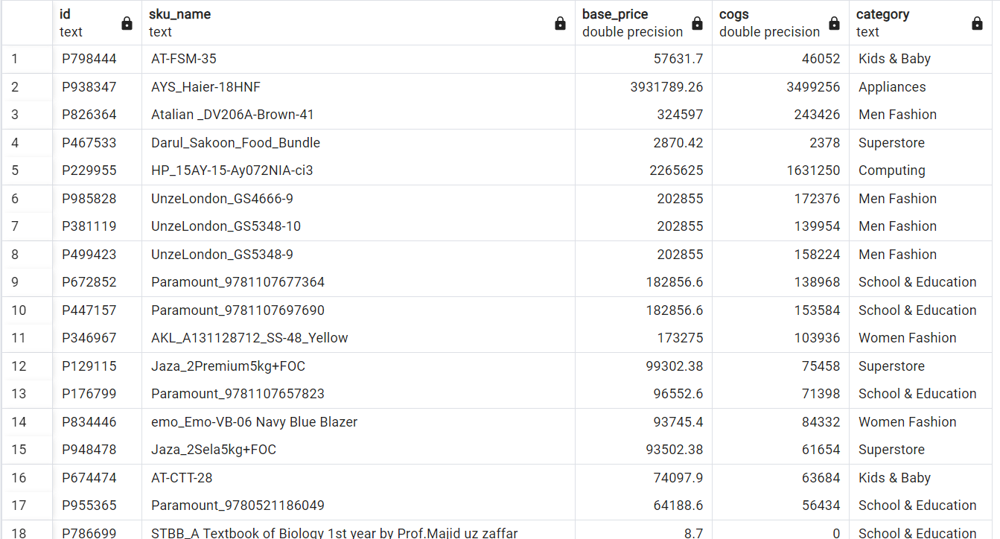 id sku_name base_price cogs category
text text double precision double precision text
1 P798444 AT-FSM-35 57631.7 46052 Kids & Baby
2 P938347 AYS_Haier-18HNF 3931789.26 3499256 Appliances
3 P826364 Atalian _DV206A-Brown-41 324597 243426 Men Fashion
4 P467533 Darul_Sakoon_Food_Bundle 2870.42 2378 Superstore
5 P229955 HP_15AY-15-Ay072NIA-ci3 2265625 1631250 Computing
6 P985828 UnzeLondon_GS4666-9 202855 172376 Men Fashion
7 P381119 UnzeLondon_GS5348-10 202855 139954 Men Fashion
8 P499423 UnzeLondon_GS5348-9 202855 158224 Men Fashion
9 P672852 Paramount_9781107677364 182856.6 138968 School & Education
10 P447157 Paramount_9781107697690 182856.6 153584 School & Education
11 P346967 AKL_A131128712_SS-48_Yellow 173275 103936 Women Fashion
12 P129115 Jaza_2Premium5kg+FOC 99302.38 75458 Superstore
13 P176799 Paramount_9781107657823 96552.6 71398 School & Education
14 P834446 emo_Emo-VB-06 Navy Blue Blazer 93745.4 84332 Women Fashion
15 P948478 Jaza_2Sela5kg+FOC 93502.38 61654 Superstore
16 P674474 AT-CTT-28 74097.9 63684 Kids & Baby
17 P955365 Paramount_9780521186049 64188.6 56434 School & Education
18 P786699 STBB_A Textbook of Biology 1st year by Prof.Majid uz zaffar 8.7 0 School & Education